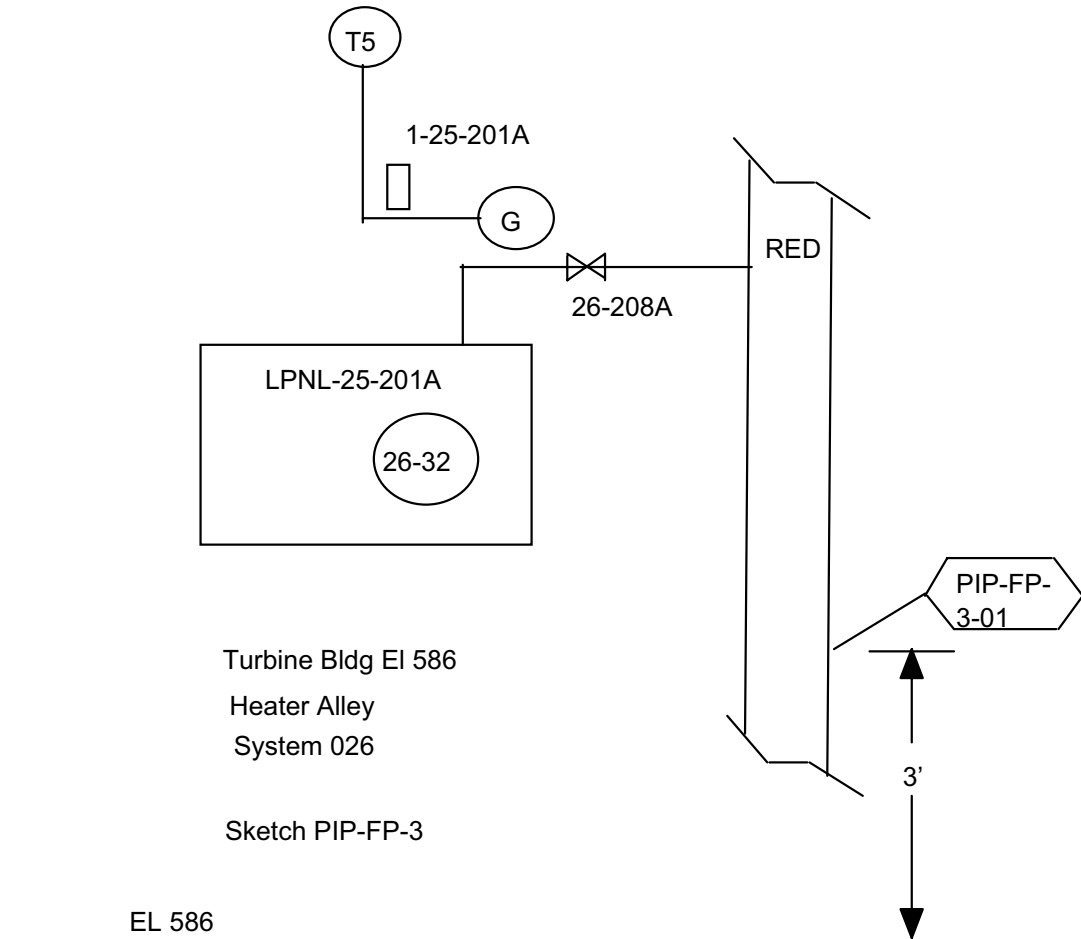 T5
1-25-201A
G
RED
26-208A
LPNL-25-201A
26-32
PIP-FP-
3-01
Turbine Bldg El 586
Heater Alley
System 026
3’
Sketch PIP-FP-3
EL 586